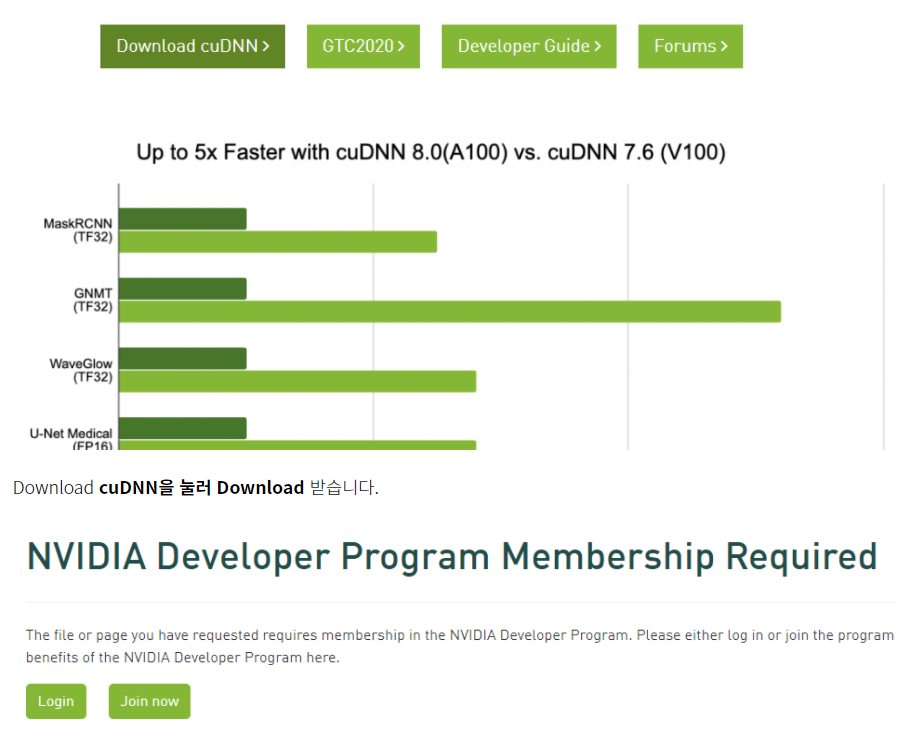 Download cuDNN >
GTC2020 >
Developer Guide >
Forums >
Up to 5x Faster with cuDNN 8.0(A100) vs. cuDNN 7.6 (V100)
MaskRCNN
(TF32)
GNMT
(TF32)
WaveGlow
(TF32)
U-Net Medical
(FP16)
Download cuDNN을 눌러 Download 받습니다.
NVIDIA Developer Program Membership Required
The file or page you have requested requires membership in the NVIDIA Developer Program. Please either log in or join the program
benefits of the NVIDIA Developer Program here.
Login
Join now